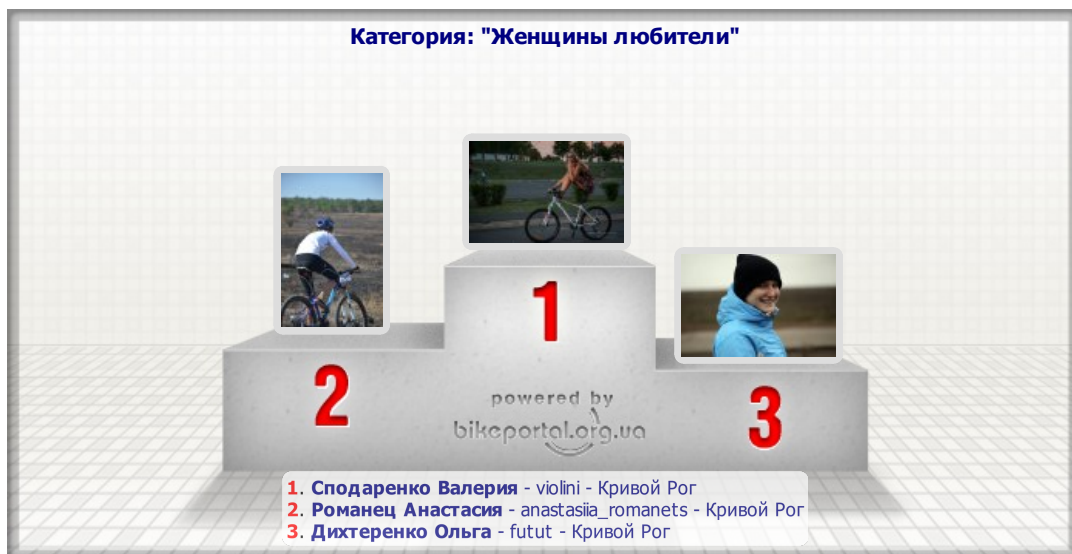 Категория: "Женщины любители"
1
2
3
powered by
bikeportal.org.ua
1. Сподаренко Валерия - violini - Кривой Рог
2. Романец Анастасия - anastasiia_romanets - Кривой Рог
3. Дихтеренко Ольга - futut - Кривой Рог